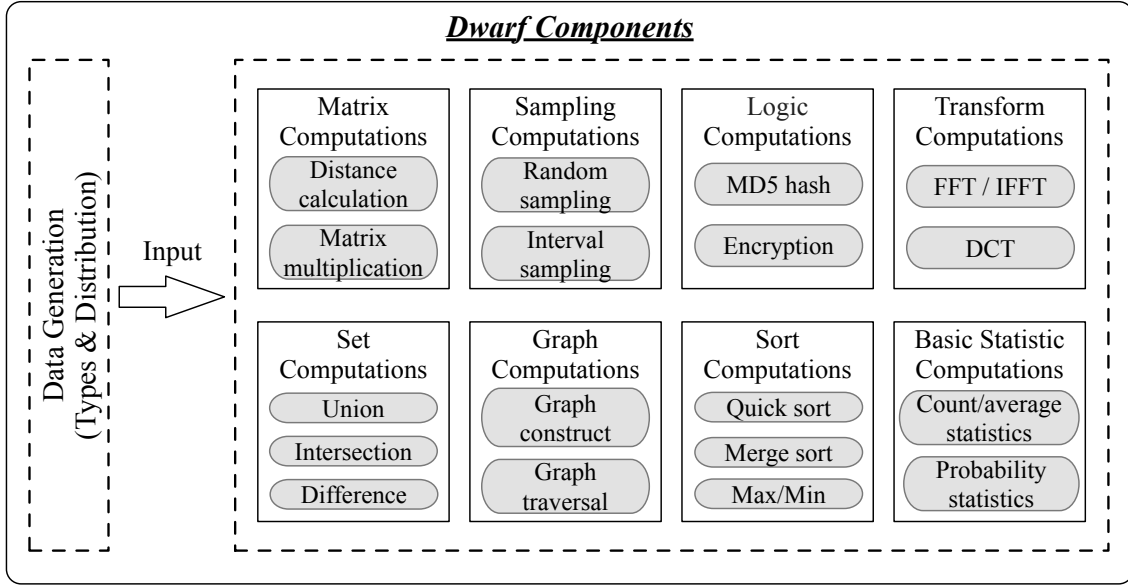 Dwarf Components
Data Generation
(Types & Distribution)
Input
Matrix
Computations
Distance
calculation
Matrix
multiplication
Sampling
Computations
Random
sampling
Interval
sampling
Logic
Computations
MD5 hash
Encryption
Transform
Computations
FFT / IFFT
DCT
Set
Computations
Union
Intersection
Difference
Graph
Computations
Graph
construct
Graph
traversal
Sort
Computations
Quick sort
Merge sort
Max/Min
Basic Statistic
Computations
Count/average
statistics
Probability
statistics